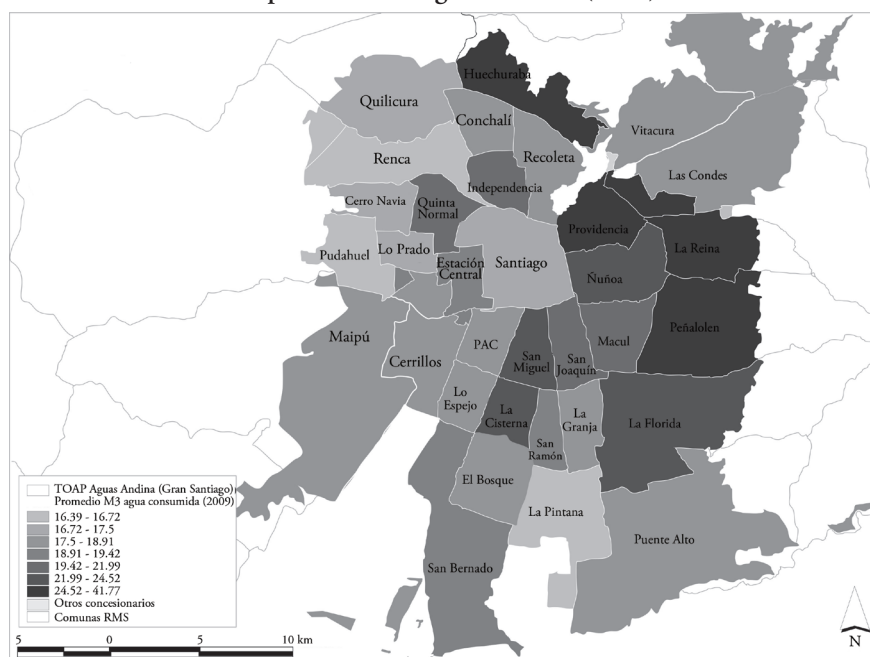 Huechuraba
Quilicura
Conchalí
Vitacura
Renca
Recoleta
Las Condes
Independencia
Cerro Navia
Quinta
Normal
Providencia
Lo Prado
La Reina
Pudahuel
Estación
Central
Santiago
Ñuñoa
Maipú
Peñalolen
Cerrillos
PAC
San
Miguel
San
Joaquín
Macul
Lo
Espejo
La
Cisterna
La
Granja
La Florida
San
Ramón
El Bosque
La Pintana
Puente Alto
San Bernado
TOAP Aguas Andina (Gran Santiago)
Promedio M3 agua consumida (2009)
16.39 - 16.72
16.72 - 17.5
17.5 - 18.91
18.91 - 19.42
19.42 - 21.99
21.99 - 24.52
24.52 - 41.77
Otros concesionarios
Comunas RMS
5 0 5 10 km
N